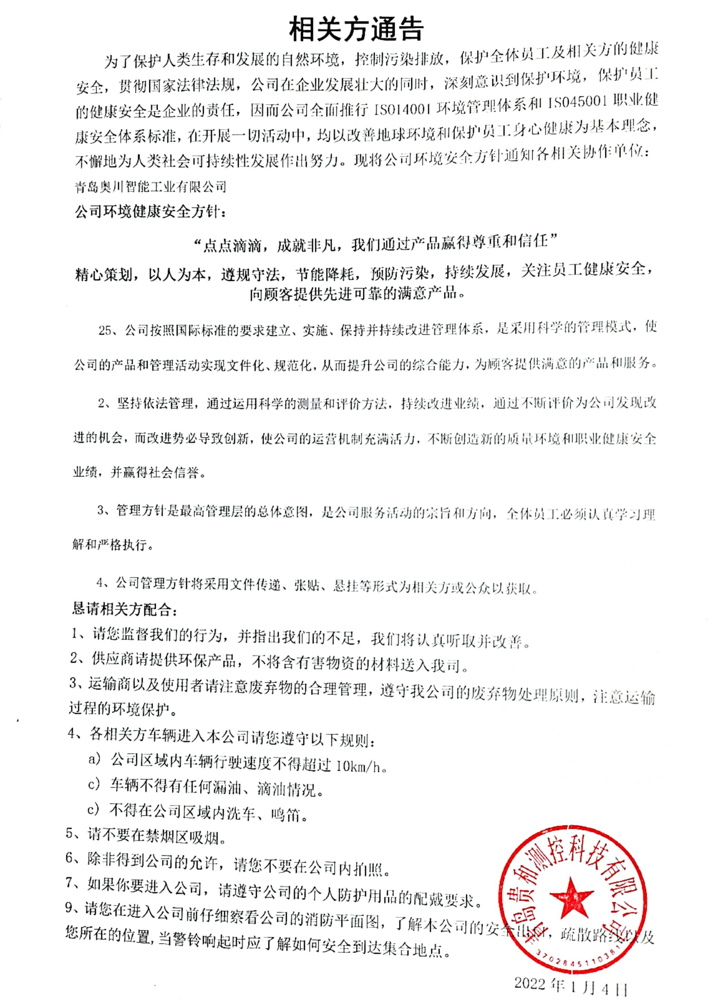 相关方通告
为了保护人类生存和发展的自然环境，控制污染排放，保护全体员工及相关方的健康
安全，贯彻国家法律法规，公司在企业发展壮大的同时，深刻意识到保护环境，保护员工
的健康安全是企业的责任，因而公司全面推行 ISO14001 环境管理体系和 ISO45001 职业健
康安全体系标准，在开展一切活动中，均以改善地球环境和保护员工身心健康为基本理念，
不懈地为人类社会可持续性发展作出努力。现将公司环境安全方针通知各相关协作单位：
青岛奥川智能工业有限公司
公司环境健康安全方针：
“点点滴滴，成就非凡，我们通过产品赢得尊重和信任”
精心策划，以人为本，遵规守法，节能降耗，预防污染，持续发展，关注员工健康安全，
向顾客提供先进可靠的满意产品。
25、公司按照国际标准的要求建立、实施、保持并持续改进管理体系，是采用科学的管理模式，使
公司的产品和管理活动实现文件化、规范化，从而提升公司的综合能力，为顾客提供满意的产品和服务。
2、坚持依法管理，通过运用科学的测量和评价方法，持续改进业绩，通过不断评价为公司发现改
进的机会，而改进势必导致创新，使公司的运营机制充满活力，不断创造新的质量环境和职业健康安全
业绩，并赢得社会信誉。
3、管理方针是最高管理层的总体意图，是公司服务活动的宗旨和方向，全体员工必须认真学习理
解和严格执行。
4、公司管理方针将采用文件传递、张贴、悬挂等形式为相关方或公众以获取。
恳请相关方配合：
1、请您监督我们的行为，并指出我们的不足，我们将认真听取并改善。
2、供应商请提供环保产品，不将含有害物资的材料送入我司。
3、运输商以及使用者请注意废弃物的合理管理，遵守我公司的废弃物处理原则，注意运输
过程的环境保护。
4、各相关方车辆进入本公司请您遵守以下规则：
a）公司区域内车辆行驶速度不得超过 10km/h。
c）车辆不得有任何漏油、滴油情况。
c）不得在公司区域内洗车、鸣笛。
5、请不要在禁烟区吸烟。
6、除非得到公司的允许，请您不要在公司内拍照。
7、如果你要进入公司，请遵守公司的个人防护用品的配戴要求。
9、请您在进入公司前仔细察看公司的消防平面图，了解本公司的安全出口，疏散路线以及
您所在的位置，当警铃响起时应了解如何安全到达集合地点。
青岛贵和测控科技有限公司
3702845110381
2022 年 1 月 4 日